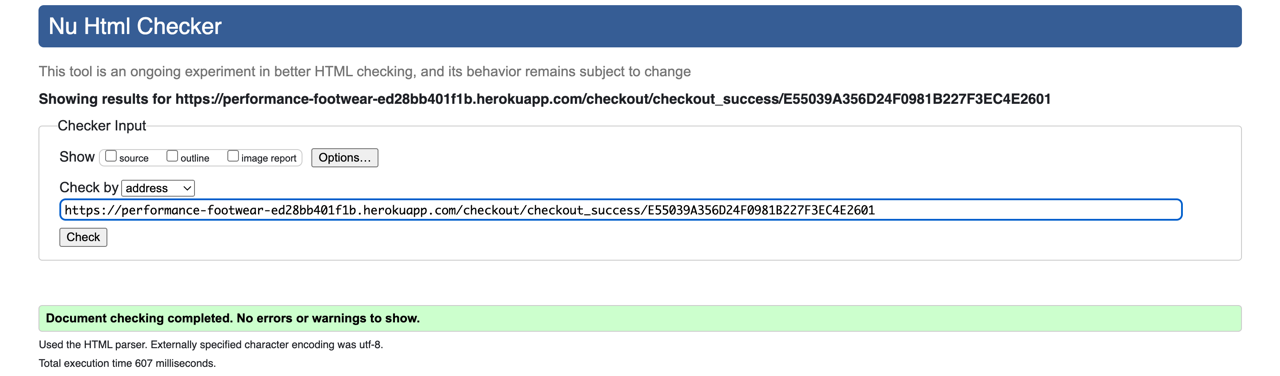 Nu Html Checker
This tool is an ongoing experiment in better HTML checking, and its behavior remains subject to change
Showing results for https://performance-footwear-ed28bb401f1b.herokuapp.com/checkout/checkout_success/E55039A356D24F0981B227F3EC4E2601
Checker Input
Show source outline image report Options...
Check by address
https://performance-footwear-ed28bb401f1b.herokuapp.com/checkout/checkout_success/E55039A356D24F0981B227F3EC4E2601
Check
Document checking completed. No errors or warnings to show.
Used the HTML parser. Externally specified character encoding was utf-8.
Total execution time 607 milliseconds.